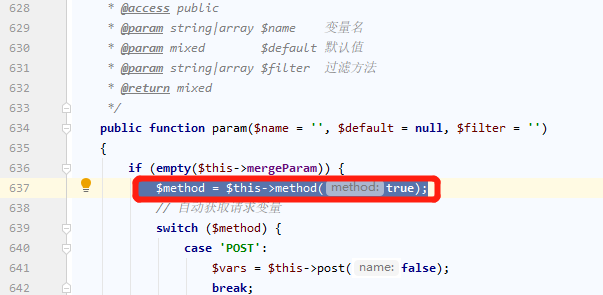 628 * @access public
629 * @param string|array $name 变量名
630 * @param mixed $default 默认值
631 * @param string|array $filter 过滤方法
632 * @return mixed
633 */
634 public function param($name = '', $default = null, $filter = '')
635 {
636 if (empty($this->mergeParam)) {
637 $method = $this->method( method: true);
638 // 自动获取请求变量
639 switch ($method) {
640 case 'POST':
641 $vars = $this->post( name: false);
642 break;